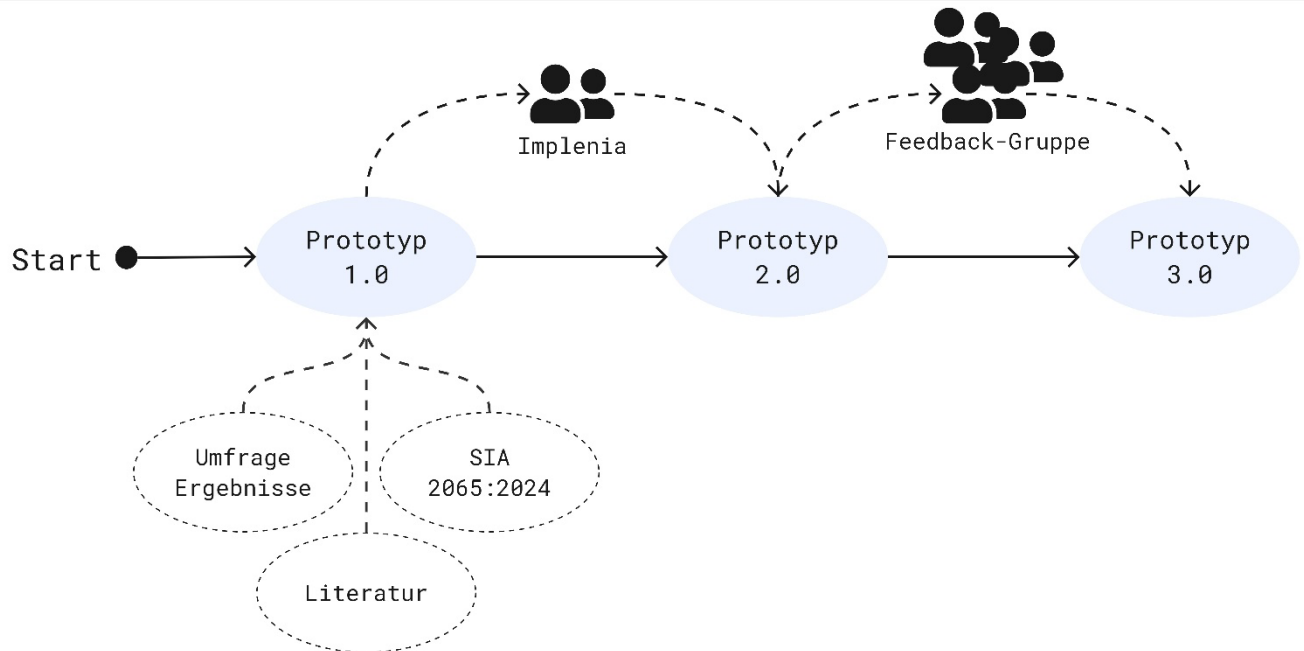 Implenia
Feedback-Gruppe
Start
Prototyp
1.0
Prototyp
2.0
Prototyp
3.0
Umfrage
Ergebnisse
SIA
2065:2024
Literatur